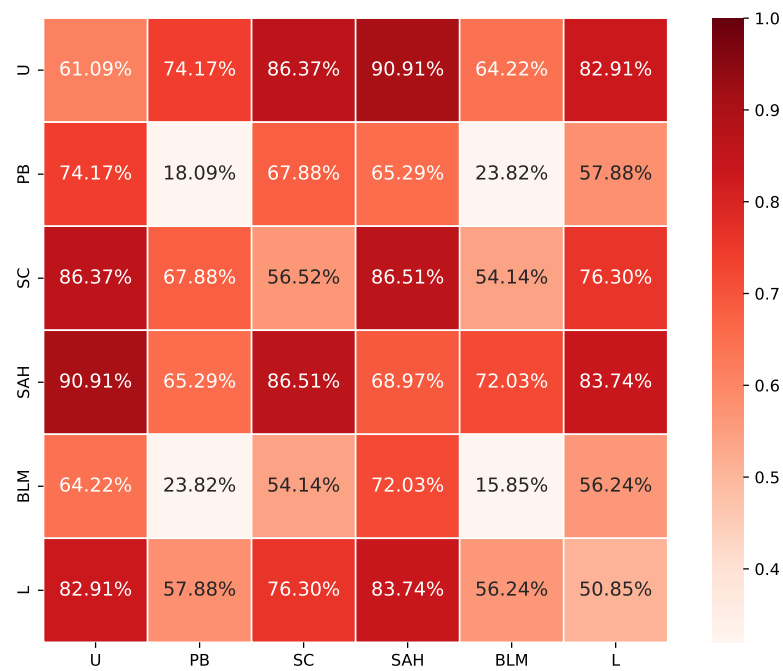 1.0
U 61.09% 74.17% 86.37% 90.91% 64.22% 82.91%
0.9
PB 74.17% 18.09% 67.88% 65.29% 23.82% 57.88%
0.8
SC 86.37% 67.88% 56.52% 86.51% 54.14% 76.30%
0.7
SAH 90.91% 65.29% 86.51% 68.97% 72.03% 83.74%
0.6
BLM 64.22% 23.82% 54.14% 72.03% 15.85% 56.24%
0.5
0.4
L 82.91% 57.88% 76.30% 83.74% 56.24% 50.85%
U PB SC SAH BLM L